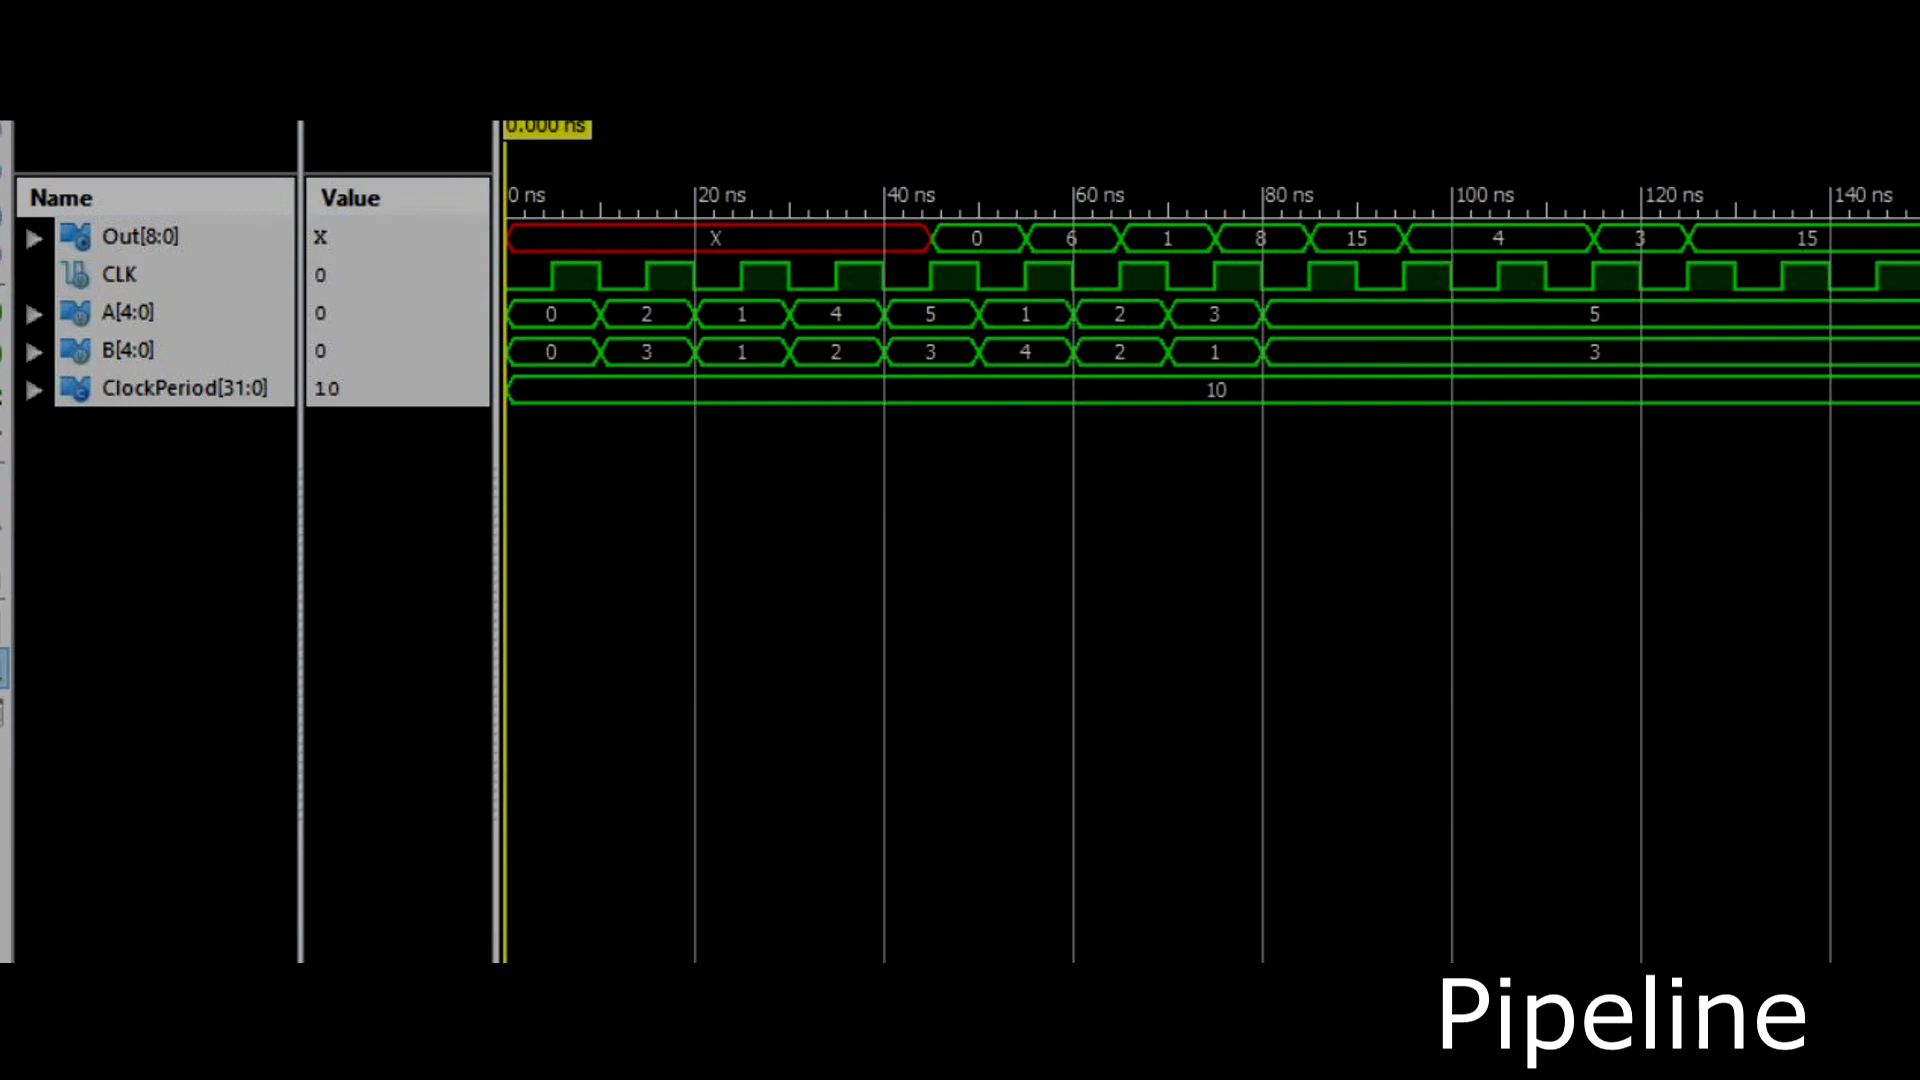 0.000 ns
Name Value 0 ns 20 ns 40 ns 60 ns 80 ns 100 ns 120 ns 140 ns
Out[8:0] X X 0 6 1 8 15 4 3 15
CLK 0
A[4:0] 0 0 2 1 4 5 1 2 3 5
B[4:0] 0 0 3 1 2 3 4 2 1 3
ClockPeriod[31:0] 10 10
Pipeline